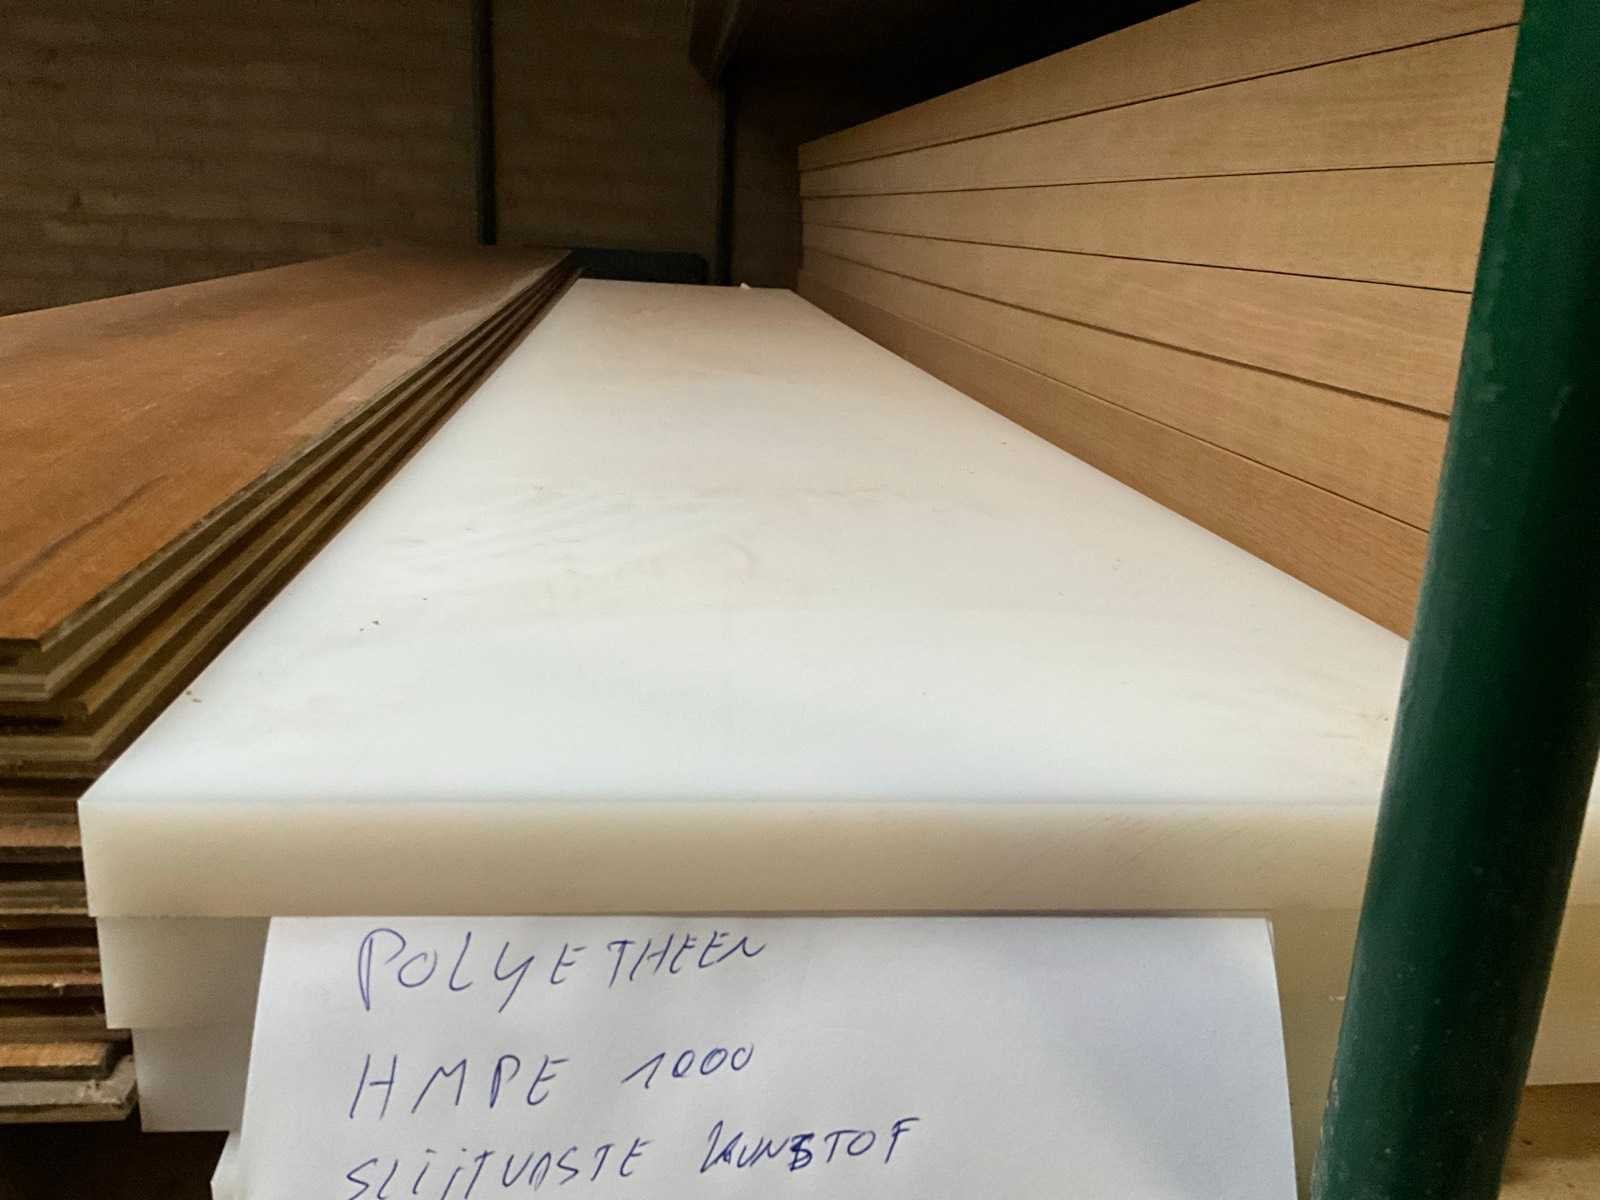 POLYETHEEN
HMPE 1000
SLIJTVASTE KUNSTOF